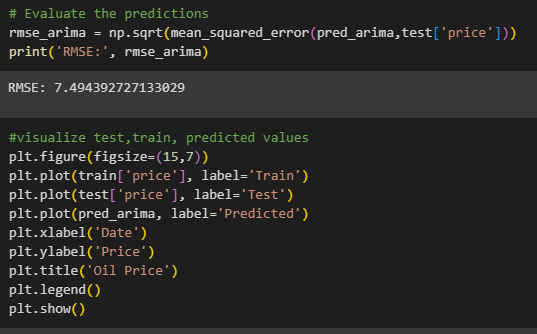 # Evaluate the predictions
rmse_arima = np.sqrt(mean_squared_error(pred_arima,test['price']))
print('RMSE:', rmse_arima)
RMSE: 7.494392727133029
#visualize test,train, predicted values
plt.figure(figsize=(15,7))
plt.plot(train['price'], label='Train')
plt.plot(test['price'], label='Test')
plt.plot(pred_arima, label='Predicted')
plt.xlabel('Date')
plt.ylabel('Price')
plt.title('Oil Price')
plt.legend()
plt.show()